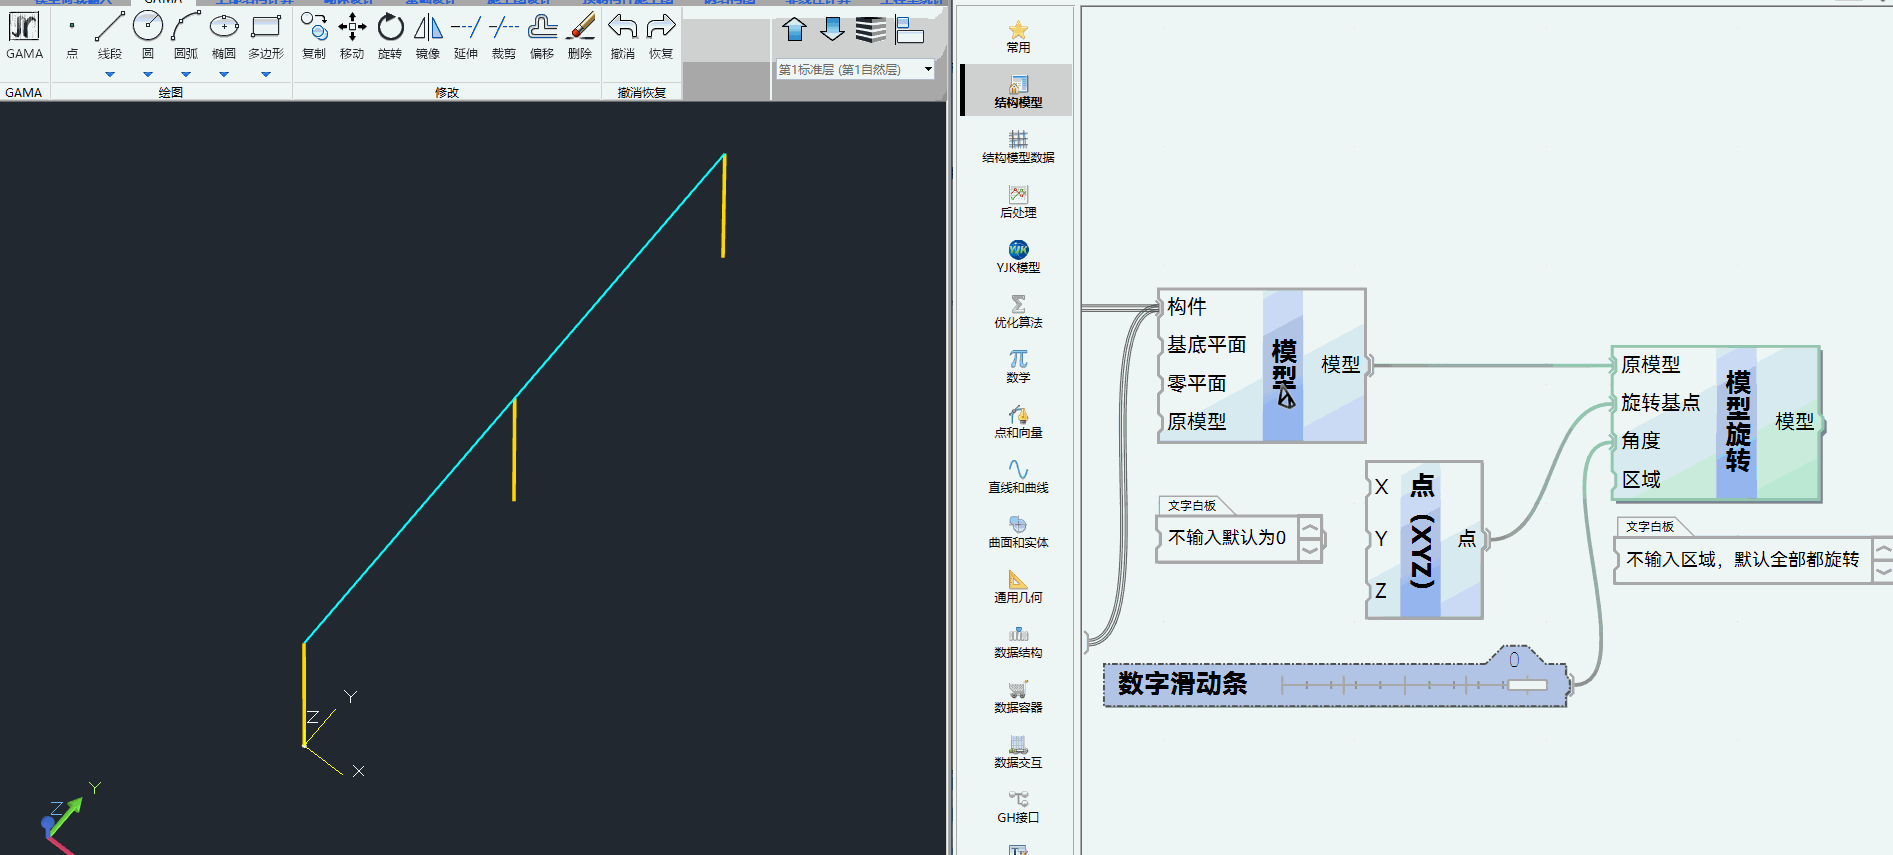 GAMA
GAMA
点
线段
圆
圆弧
椭圆
多边形
复制
移动
旋转
镜像
延伸
裁剪
偏移
删除
撤消
恢复
第1标准层 (第1自然层)
GAMA
绘图
修改
撤消恢复
Z
Y
X
Z
Y
常用
结构模型
结构模型数据
后处理
YJK
YJK模型
优化算法
数学
点和向量
直线和曲线
曲面和实体
通用几何
数据结构
数据容器
数据交互
GH接口
构件
基底平面
零平面
原模型
模型
模型
文字白板
不输入默认为0
X
Y
Z
点（XYZ）
点
原模型
旋转基点
角度
区域
模型旋转
模型
文字白板
不输入区域，默认全部都旋转
数字滑动条
0